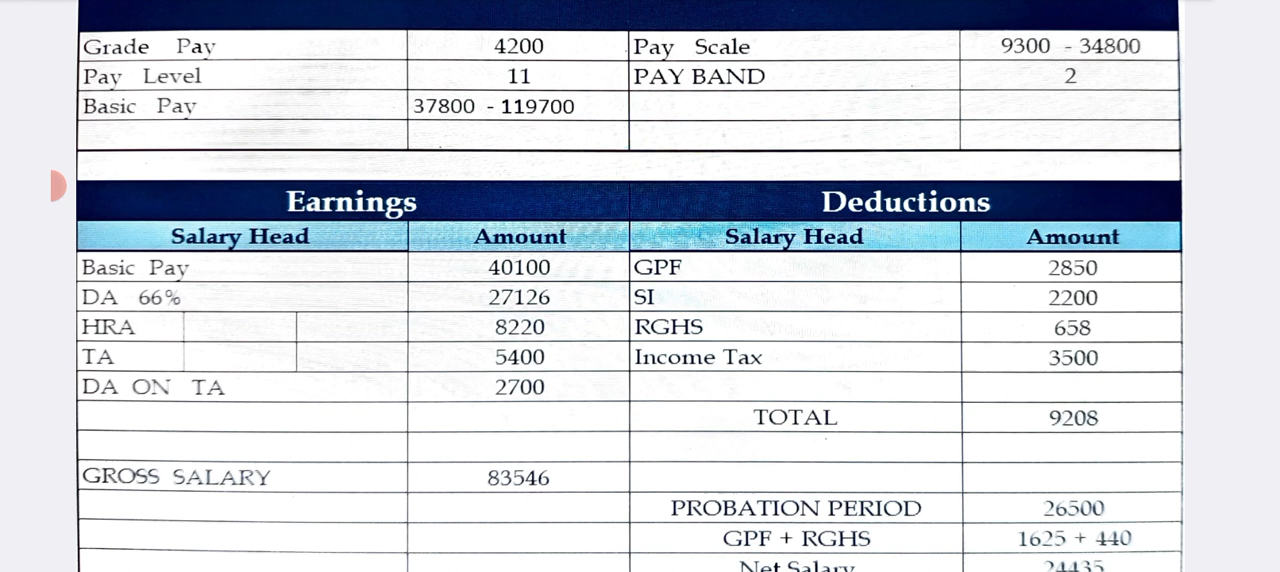 Grade Pay 4200 Pay Scale 9300 - 34800
Pay Level 11 PAY BAND 2
Basic Pay 37800 - 119700
Earnings Deductions
Salary Head Amount Salary Head Amount
Basic Pay 40100 GPF 2850
DA 66% 27126 SI 2200
HRA 8220 RGHS 658
TA 5400 Income Tax 3500
DA ON TA 2700
TOTAL 9208
GROSS SALARY 83546
PROBATION PERIOD 26500
GPF + RGHS 1625 + 440
Net Salary 24435